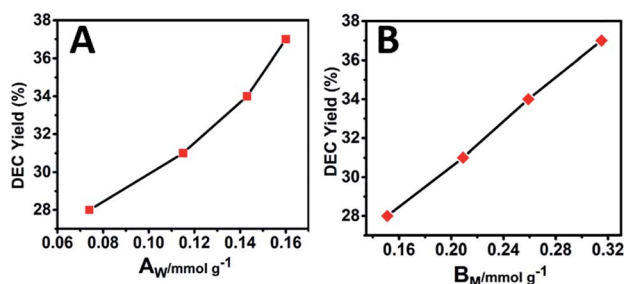 A
DEC Yield (%)
38
36
34
32
30
28
0.06 0.08 0.10 0.12 0.14 0.16
A_W/mmol g⁻¹
B
DEC Yield (%)
38
36
34
32
30
28
0.16 0.20 0.24 0.28 0.32
B_M/mmol g⁻¹